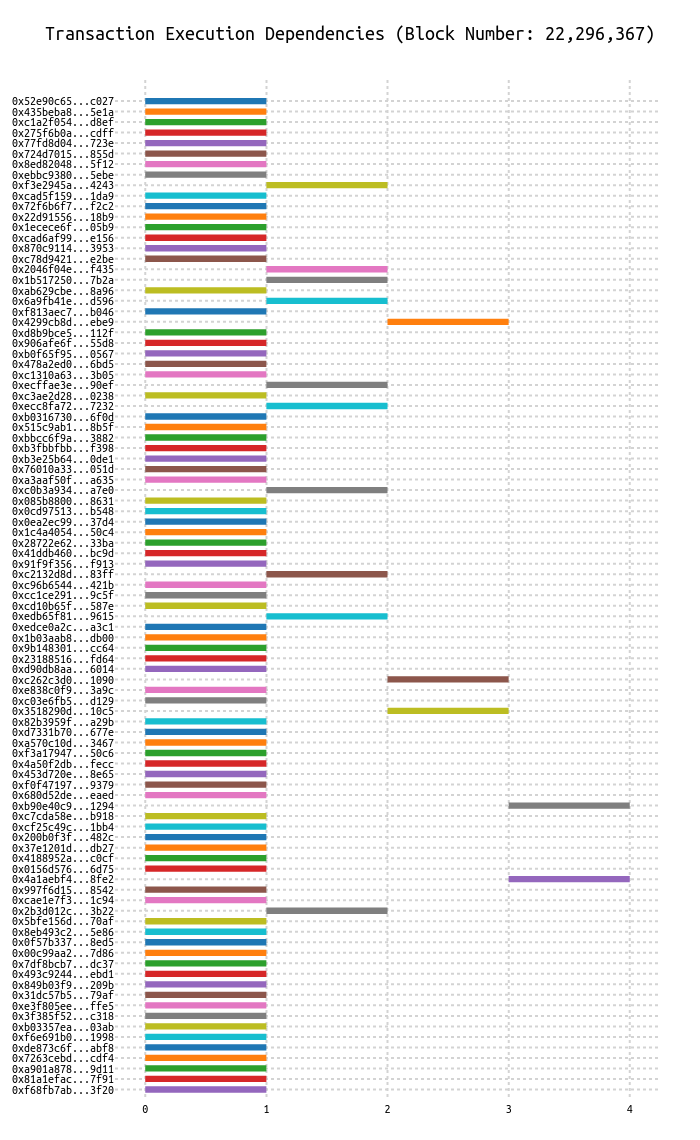 Transaction Execution Dependencies (Block Number: 22,296,367)
0x52e90c65...c027
0x435beba8...5e1a
0xc1a2f054...d8ef
0x275f6b0a...cdff
0x77fd8d04...723e
0x724d7015...855d
0x8ed82048...5f12
0xebbc9380...5ebe
0xf3e2945a...4243
0xcad5f159...1da9
0x72f6b6f7...f2c2
0x22d91556...18b9
0x1ecece6f...05b9
0xcad6af99...e156
0x870c9114...3953
0xc78d9421...e2be
0x2046f04e...f435
0x1b517250...7b2a
0xab629cbe...8a96
0x6a9fb41e...d596
0xf813aec7...b046
0x4299cb8d...ebe9
0xd8b9bce5...112f
0x906afe6f...55d8
0xb0f65f95...0567
0x478a2ed0...6bd5
0xc1310a63...3b05
0xecffae3e...90ef
0xc3ae2d28...0238
0xecc8fa72...7232
0xb0316730...6f0d
0x515c9ab1...8b5f
0xbbcc6f9a...3882
0xb3fbbfbb...f398
0xb3e25b64...0de1
0x76010a33...051d
0xa3aaf50f...a635
0xc0b3a934...a7e0
0x085b8800...8631
0x0cd97513...b548
0x0ea2ec99...37d4
0x1c4a4054...50c4
0x28722e62...33ba
0x41ddb460...bc9d
0x91f9f356...f913
0xc2132d8d...83ff
0xc96b6544...421b
0xcc1ce291...9c5f
0xcd10b65f...587e
0xedb65f81...9615
0xedce0a2c...a3c1
0x1b03aab8...db00
0x9b148301...cc64
0x23188516...fd64
0xd90db8aa...6014
0xc262c3d0...1090
0xe838c0f9...3a9c
0xc03e6fb5...d129
0x3518290d...10c5
0x82b3959f...a29b
0xd7331b70...677e
0xa570c10d...3467
0xf3a17947...50c6
0x4a50f2db...fecc
0x453d720e...8e65
0xf0f47197...9379
0x680d52de...eaed
0xb90e40c9...1294
0xc7cda58e...b918
0xcf25c49c...1bb4
0x200b0f3f...482c
0x37e1201d...db27
0x4188952a...c0cf
0x0156d576...6d75
0x4a1aebf4...8fe2
0x997f6d15...8542
0xcae1e7f3...1c94
0x2b3d012c...3b22
0x5bfe156d...70af
0x8eb493c2...5e86
0x0f57b337...8ed5
0x00c99aa2...7d86
0x7df8bcb7...dc37
0x493c9244...ebd1
0x849b03f9...209b
0x31dc57b5...79af
0xe3f805ee...ffe5
0x3f385f52...c318
0xb03357ea...03ab
0xf6e691b0...1998
0xde873c6f...abf8
0x7263cebd...cdf4
0xa901a878...9d11
0x81a1efac...7f91
0xf68fb7ab...3f20
0 1 2 3 4